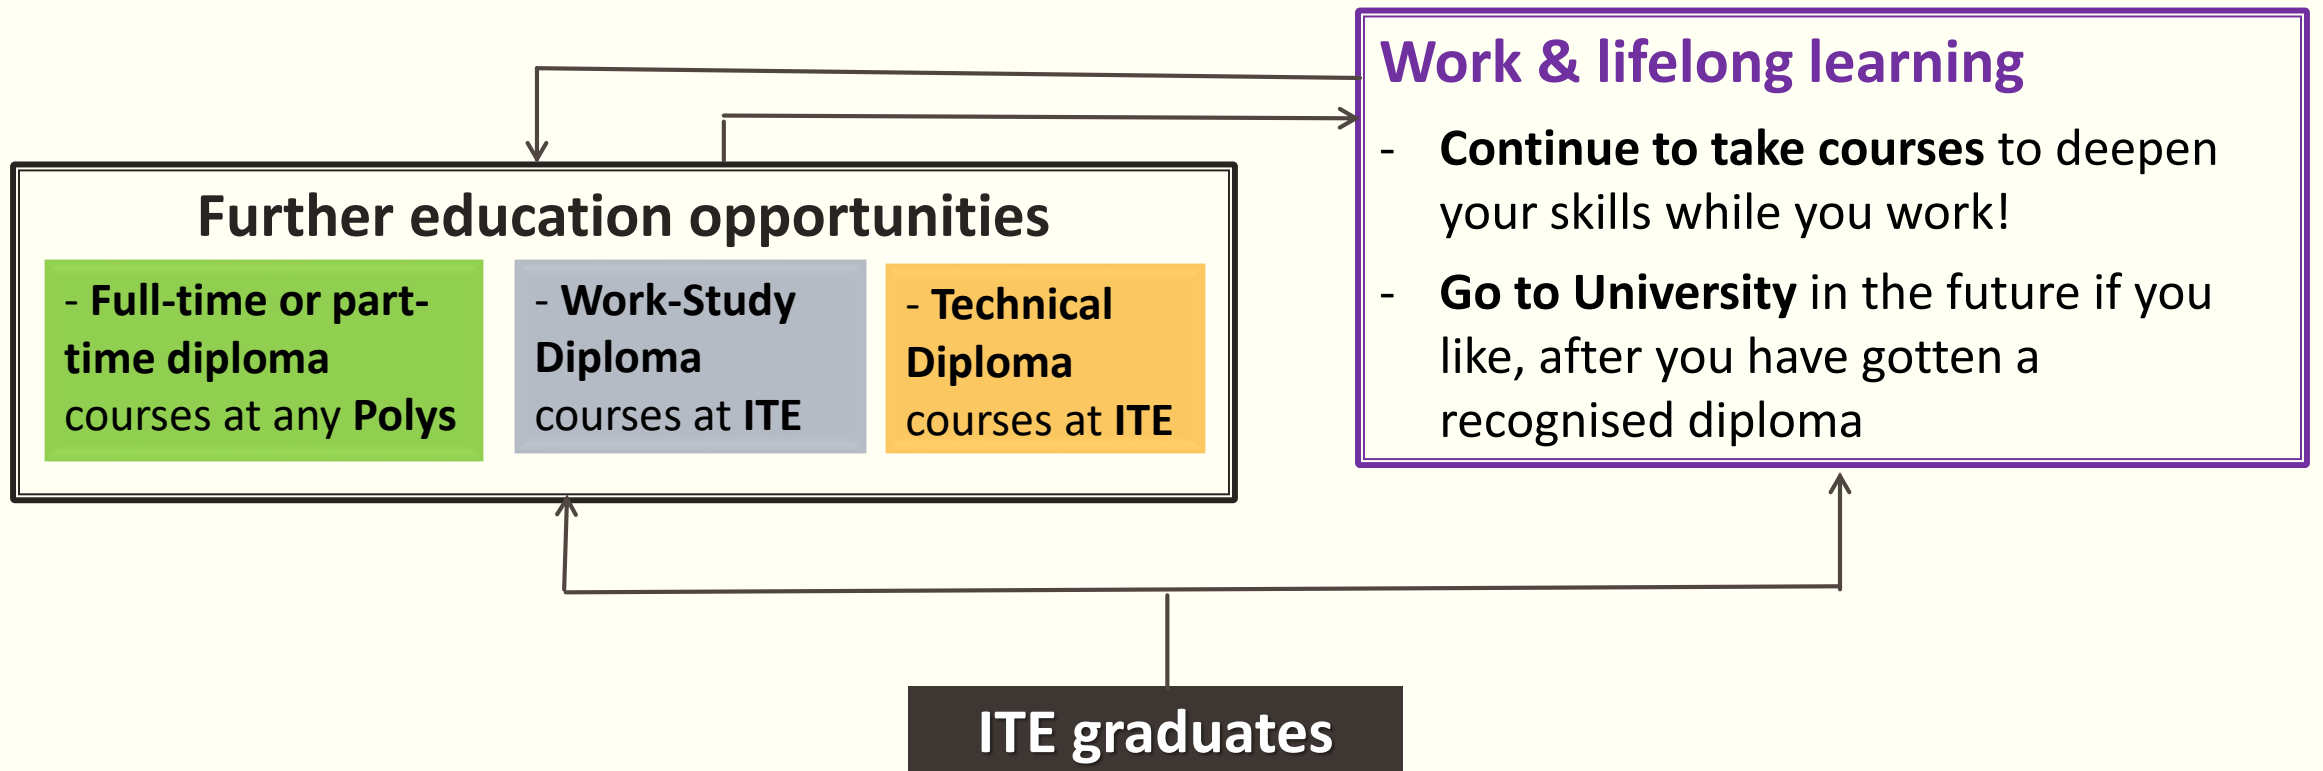 Work & lifelong learning
- Continue to take courses to deepen
your skills while you work!
- Go to University in the future if you
like, after you have gotten a
recognised diploma
Further education opportunities
- Full-time or part-
time diploma
courses at any Polys
- Work-Study
Diploma
courses at ITE
- Technical
Diploma
courses at ITE
ITE graduates